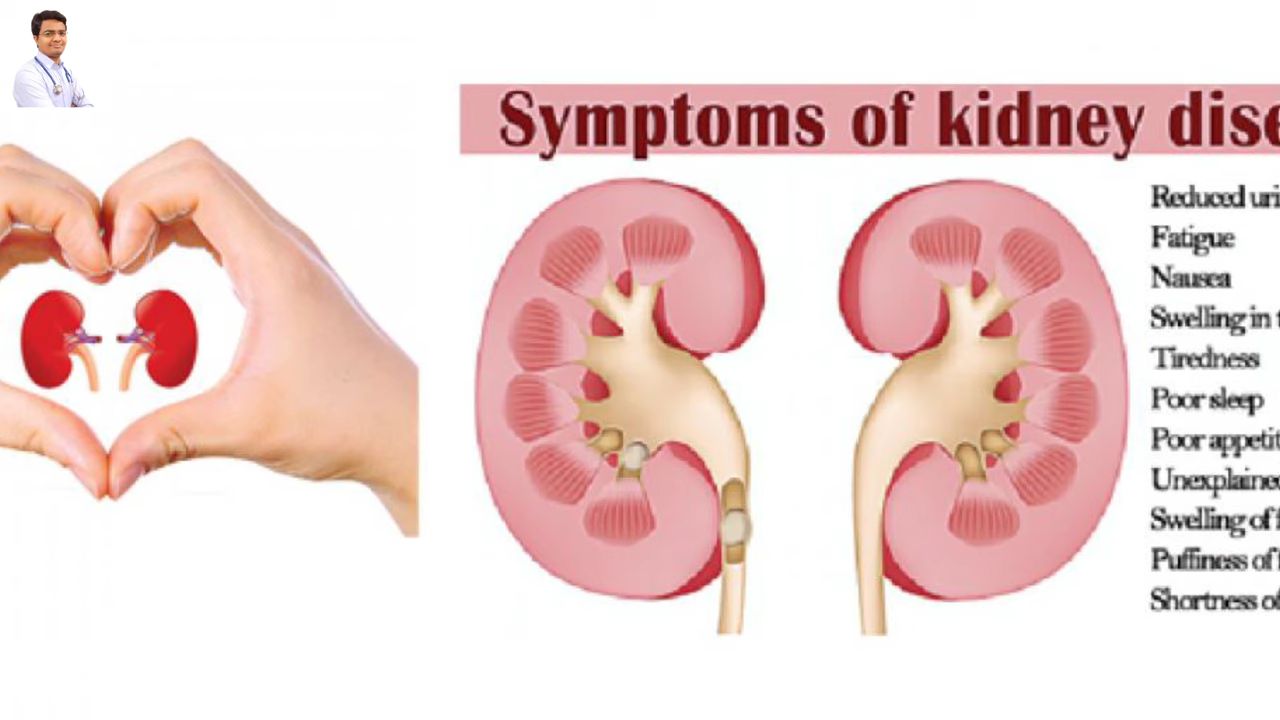 Symptoms of kidney dise
Reduced uri
Fatigue
Nausea
Swelling in t
Tiredness
Poor sleep
Poor appetit
Unexplained
Swelling of f
Puffiness of f
Shortness of